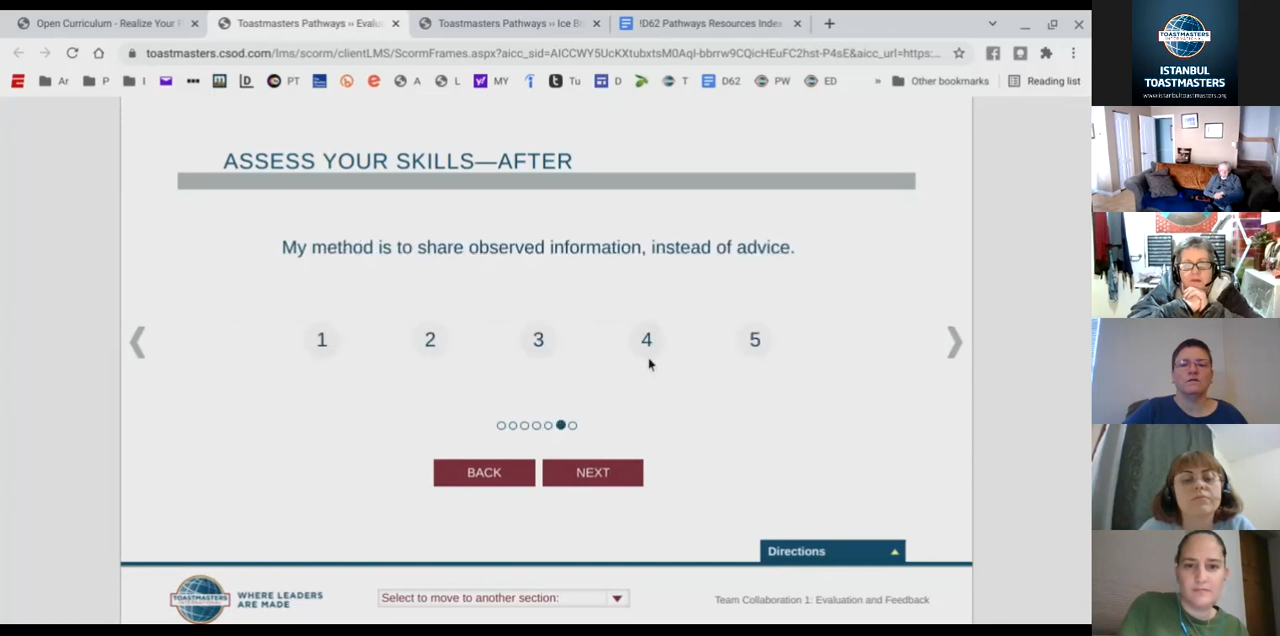 Open Curriculum - Realize Your P
Toastmasters Pathways ›› Evalu
Toastmasters Pathways ›› Ice B
!D62 Pathways Resources Index
toastmasters.csod.com/lms/scorm/clientLMS/ScormFrames.aspx?aicc_sid=AICCWY5UcKXtubxtsM0AqI-bbrrw9CQicHEuFC2hst-P4sE&aicc_url=https:...
Ar
P
I
PT
A
L
MY
Tu
D
T
D62
PW
ED
»
Other bookmarks
Reading list
ISTANBUL
TOASTMASTERS
www.istanbultoastmasters.org
ASSESS YOUR SKILLS—AFTER
My method is to share observed information, instead of advice.
1 2 3 4 5
BACK NEXT
Directions
TOASTMASTERS
INTERNATIONAL
WHERE LEADERS
ARE MADE
Select to move to another section:
Team Collaboration 1: Evaluation and Feedback